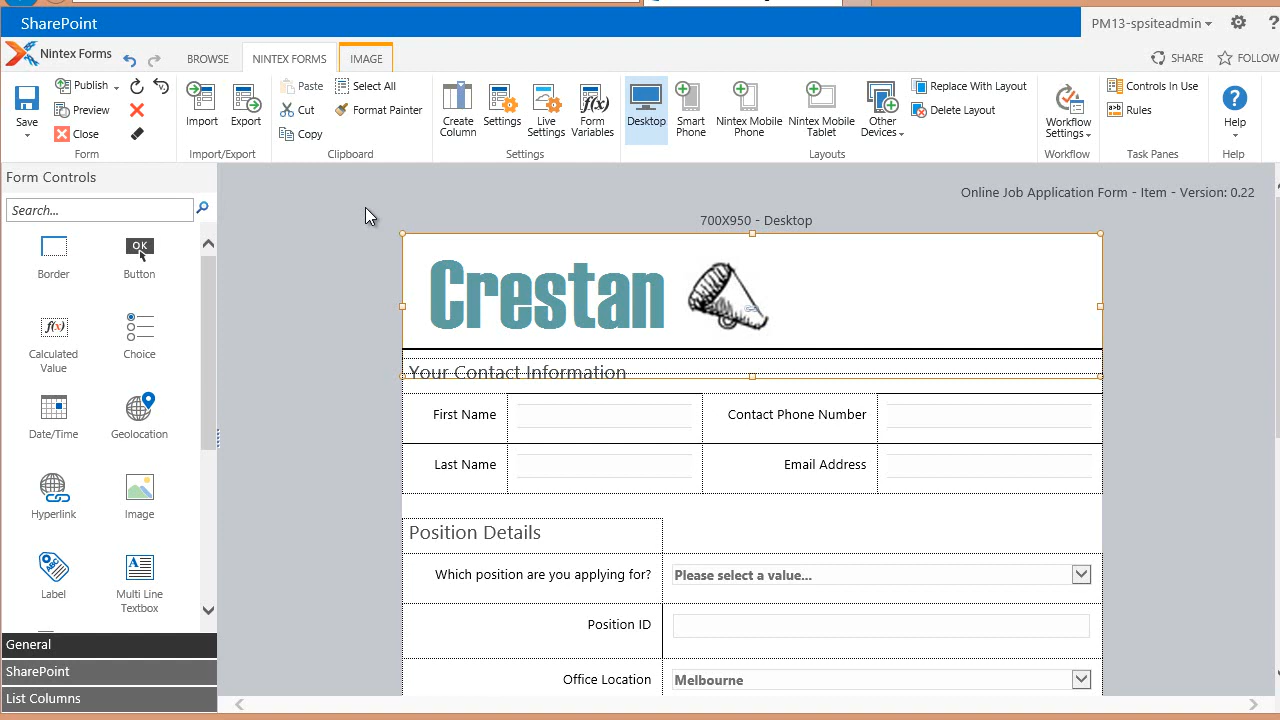 SharePoint
PM13-spsiteadmin
?
Nintex Forms
BROWSE
NINTEX FORMS
IMAGE
SHARE
FOLLOW
Save
Publish
Preview
Close
Form
Import
Export
Import/Export
Paste
Cut
Copy
Select All
Format Painter
Clipboard
Create
Column
Settings
Live
Settings
f(x)
Form
Variables
Settings
Desktop
Smart
Phone
Nintex Mobile
Phone
Nintex Mobile
Tablet
Other
Devices
Replace With Layout
Delete Layout
Layouts
Workflow
Settings
Workflow
Controls In Use
Rules
Task Panes
?
Help
Help
Form Controls
Search...
Border
OK
Button
f(x)
Calculated
Value
Choice
Date/Time
Geolocation
Hyperlink
Image
ABC
Label
ABC
Multi Line
Textbox
General
SharePoint
List Columns
Online Job Application Form - Item - Version: 0.22
700X950 - Desktop
Crestan
Your Contact Information
First Name
Contact Phone Number
Last Name
Email Address
Position Details
Which position are you applying for?
Please select a value...
Position ID
Office Location
Melbourne